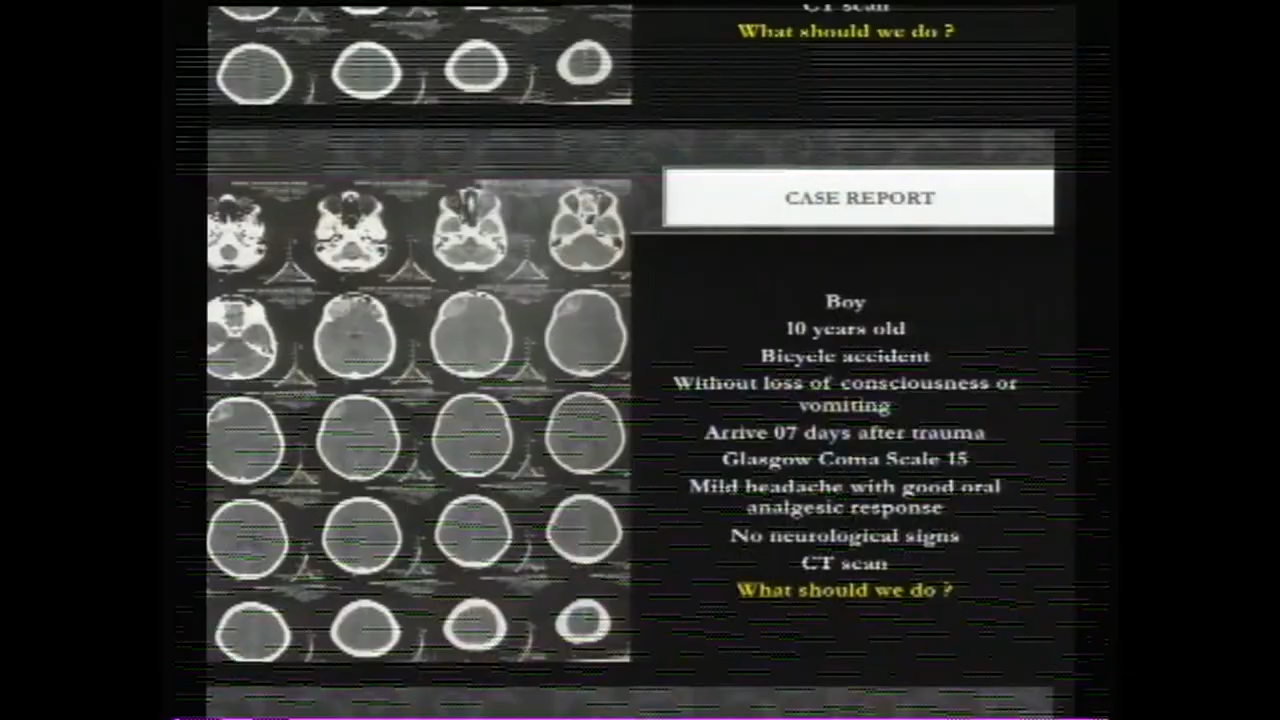 CT scan
What should we do ?
CASE REPORT
Boy
10 years old
Bicycle accident
Without loss of consciousness or
vomiting
Arrive 07 days after trauma
Glasgow Coma Scale 15
Mild headache with good oral
analgesic response
No neurological signs
CT scan
What should we do ?